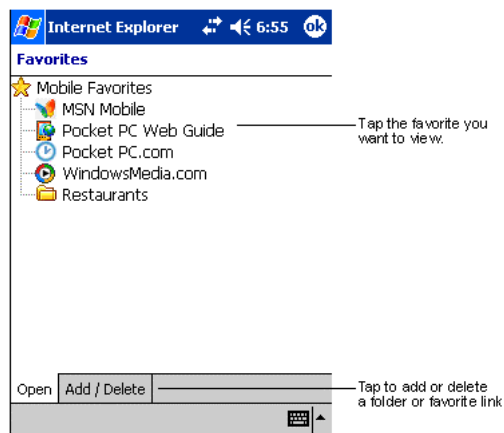 Internet Explorer 6:55 ok
Favorites
Mobile Favorites
MSN Mobile
Pocket PC Web Guide
Tap the favorite you
want to view.
Pocket PC.com
WindowsMedia.com
Restaurants
Open Add / Delete
Tap to add or delete
a folder or favorite link